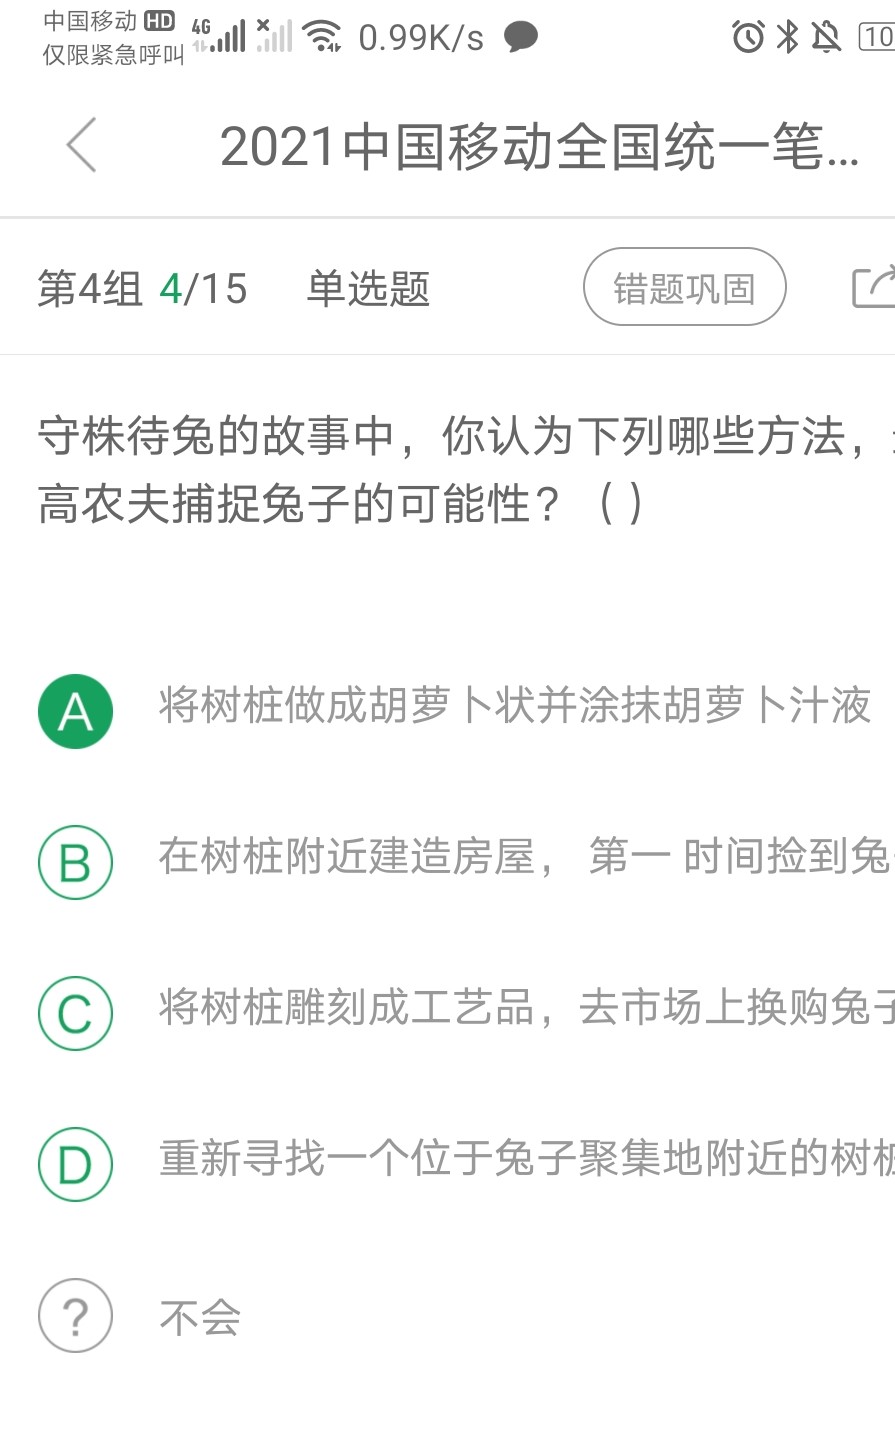 中国移动 HD 4G 0.99K/s 10
仅限紧急呼叫
2021中国移动全国统一笔...
第4组 4/15 单选题 错题巩固
守株待兔的故事中，你认为下列哪些方法，
高农夫捕捉兔子的可能性？（ ）
A 将树桩做成胡萝卜状并涂抹胡萝卜汁液
B 在树桩附近建造房屋， 第一 时间捡到兔
C 将树桩雕刻成工艺品，去市场上换购兔子
D 重新寻找一个位于兔子聚集地附近的树桩
? 不会